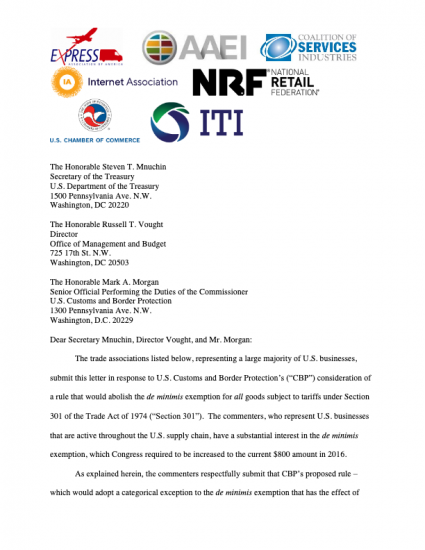 EXPRESS
ASSOCIATION OF AMERICA
AAEI
COALITION OF
SERVICES
INDUSTRIES
IA
Internet Association
NRF
NATIONAL
RETAIL
FEDERATION®
U.S. CHAMBER OF COMMERCE
ITI
The Honorable Steven T. Mnuchin
Secretary of the Treasury
U.S. Department of the Treasury
1500 Pennsylvania Ave. N.W.
Washington, DC 20220
The Honorable Russell T. Vought
Director
Office of Management and Budget
725 17th St. N.W.
Washington, DC 20503
The Honorable Mark A. Morgan
Senior Official Performing the Duties of the Commissioner
U.S. Customs and Border Protection
1300 Pennsylvania Ave. N.W.
Washington, D.C. 20229
Dear Secretary Mnuchin, Director Vought, and Mr. Morgan:
The trade associations listed below, representing a large majority of U.S. businesses,
submit this letter in response to U.S. Customs and Border Protection's (“CBP”) consideration of
a rule that would abolish the de minimis exemption for all goods subject to tariffs under Section
301 of the Trade Act of 1974 (“Section 301”). The commenters, who represent U.S. businesses
that are active throughout the U.S. supply chain, have a substantial interest in the de minimis
exemption, which Congress required to be increased to the current $800 amount in 2016.
As explained herein, the commenters respectfully submit that CBP's proposed rule –
which would adopt a categorical exception to the de minimis exemption that has the effect of